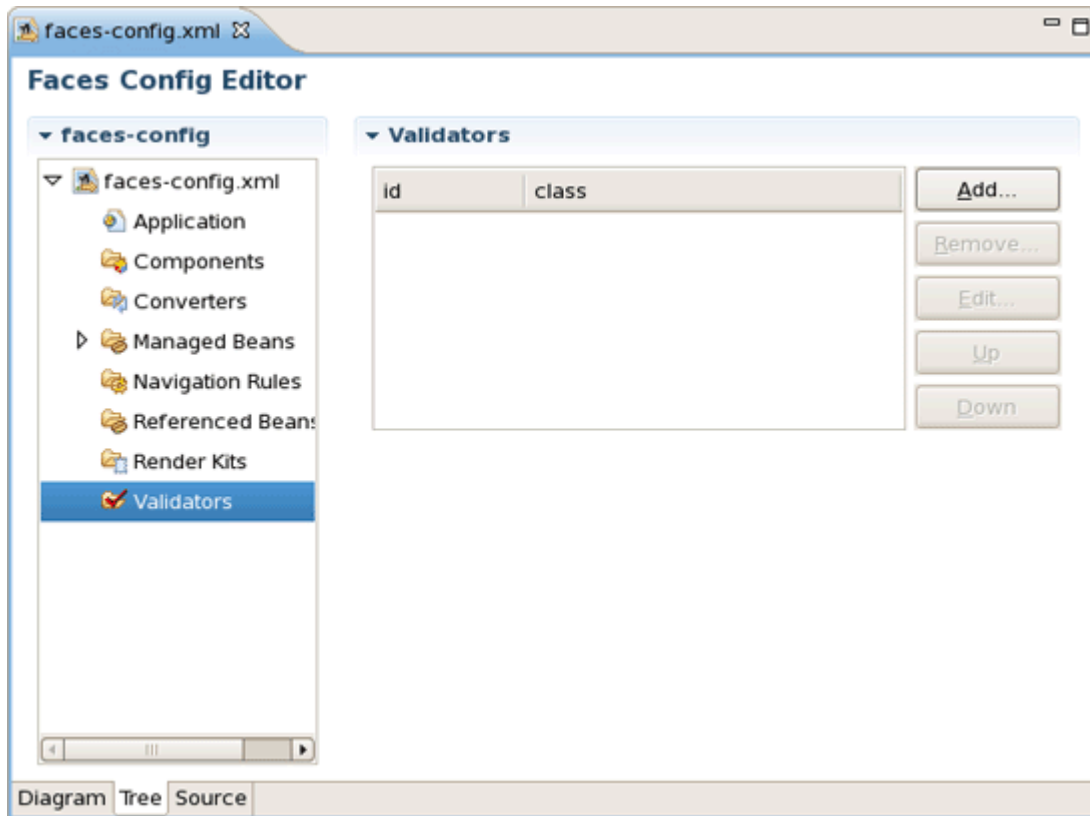 faces-config.xml
Faces Config Editor
faces-config
faces-config.xml
Application
Components
Converters
Managed Beans
Navigation Rules
Referenced Beans
Render Kits
Validators
Validators
id class
Add...
Remove...
Edit...
Up
Down
Diagram Tree Source